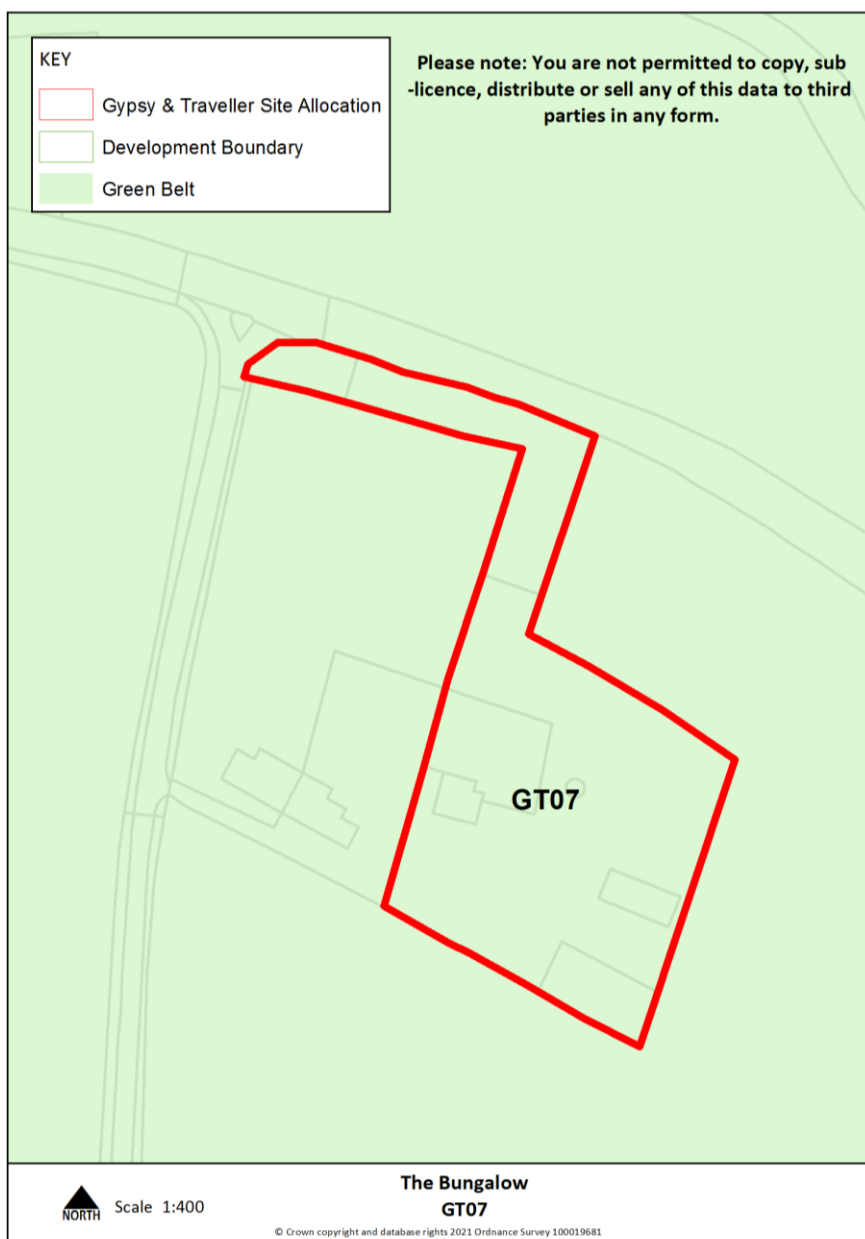 KEY
Gypsy & Traveller Site Allocation
Development Boundary
Green Belt
Please note: You are not permitted to copy, sub
-licence, distribute or sell any of this data to third
parties in any form.
GT07
NORTH
Scale 1:400
The Bungalow
GT07
© Crown copyright and database rights 2021 Ordnance Survey 100019681